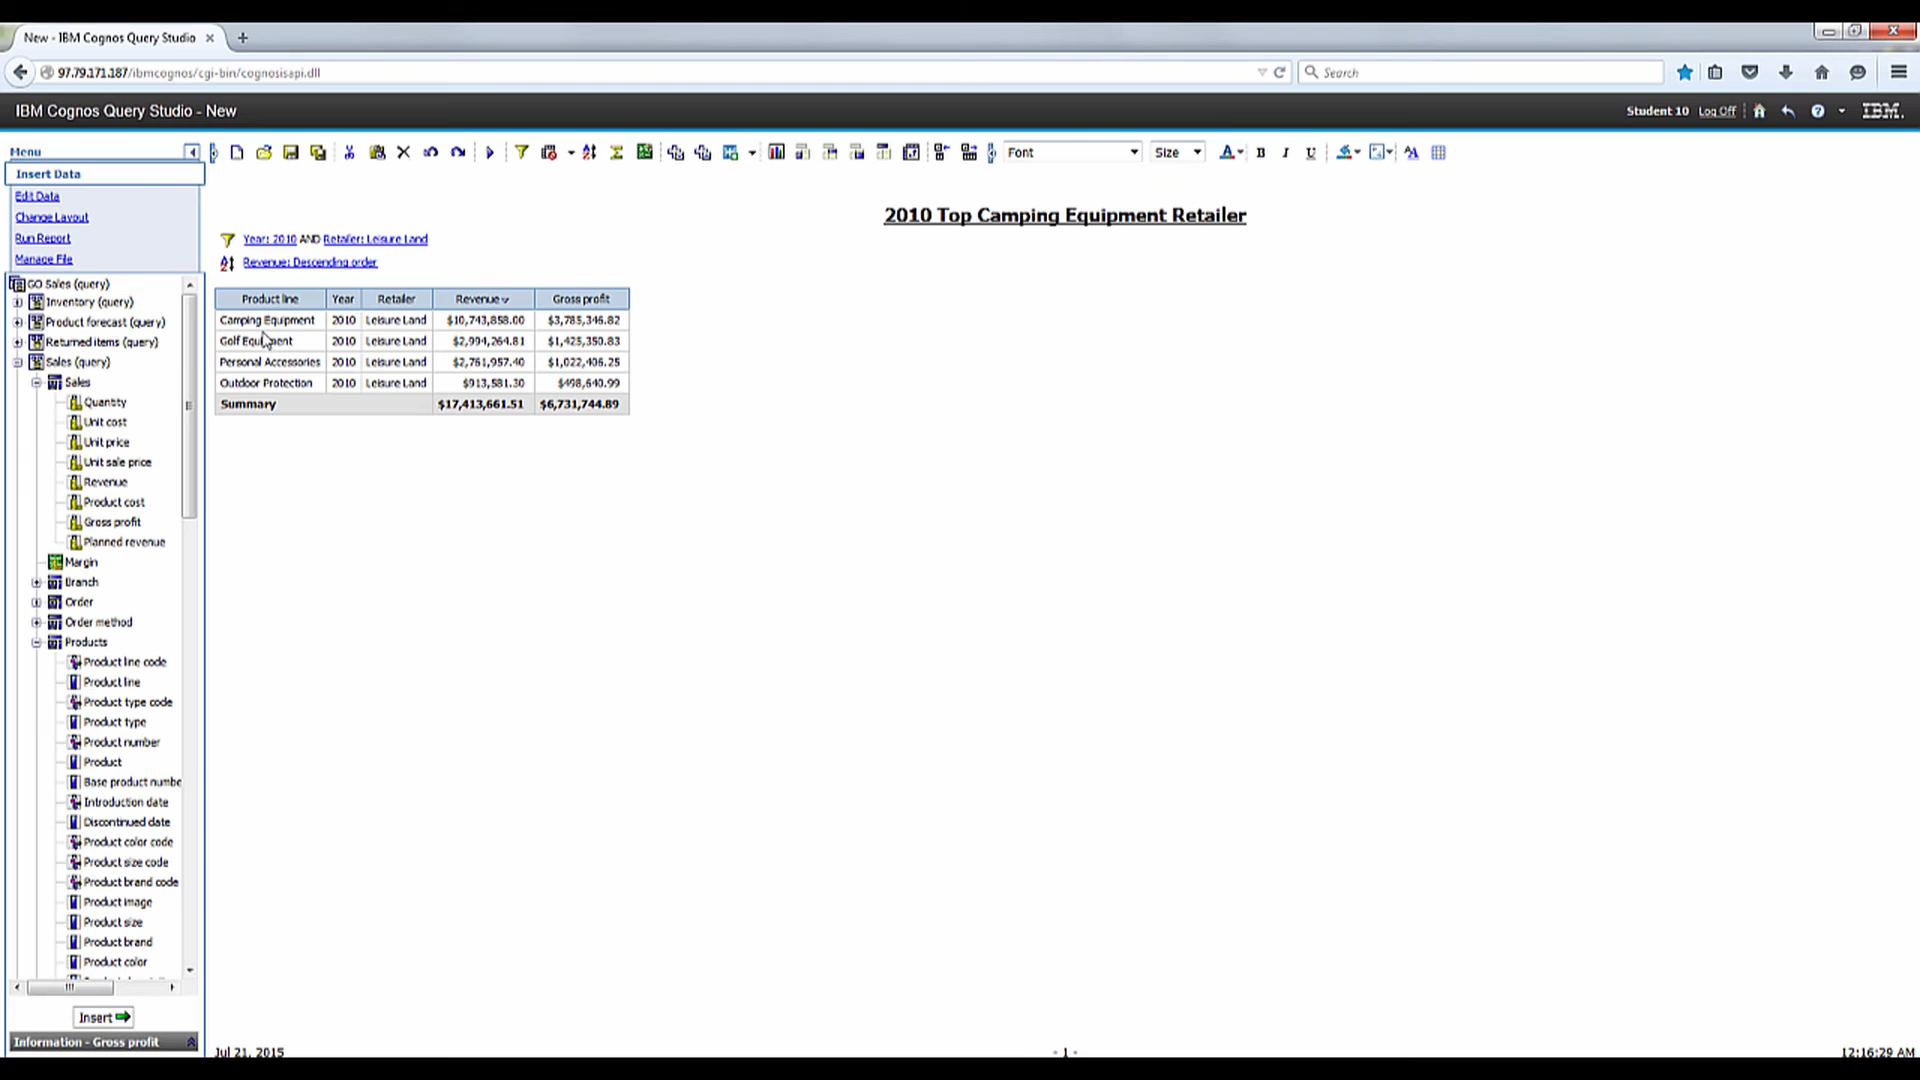 New - IBM Cognos Query Studio
97.79.171.187/ibmcognos/cgi-bin/cognosisapi.dll
Search
IBM Cognos Query Studio - New
Student 10 Log Off
IBM.
Menu
Font
Size
B I U
Insert Data
Edit Data
Change Layout
Run Report
Manage File
GO Sales (query)
Inventory (query)
Product forecast (query)
Returned items (query)
Sales (query)
Sales
Quantity
Unit cost
Unit price
Unit sale price
Revenue
Product cost
Gross profit
Planned revenue
Margin
Branch
Order
Order method
Products
Product line code
Product line
Product type code
Product type
Product number
Product
Base product numbe
Introduction date
Discontinued date
Product color code
Product size code
Product brand code
Product image
Product size
Product brand
Product color
Insert
Information - Gross profit
2010 Top Camping Equipment Retailer
Year: 2010 AND Retailer: Leisure Land
Revenue: Descending order
Product line Year Retailer Revenue Gross profit
Camping Equipment 2010 Leisure Land $10,743,858.00 $3,785,346.82
Golf Equipment 2010 Leisure Land $2,994,264.81 $1,425,350.83
Personal Accessories 2010 Leisure Land $2,761,957.40 $1,022,406.25
Outdoor Protection 2010 Leisure Land $913,581.30 $498,640.99
Summary $17,413,661.51 $6,731,744.89
Jul 21, 2015
- 1 -
12:16:29 AM